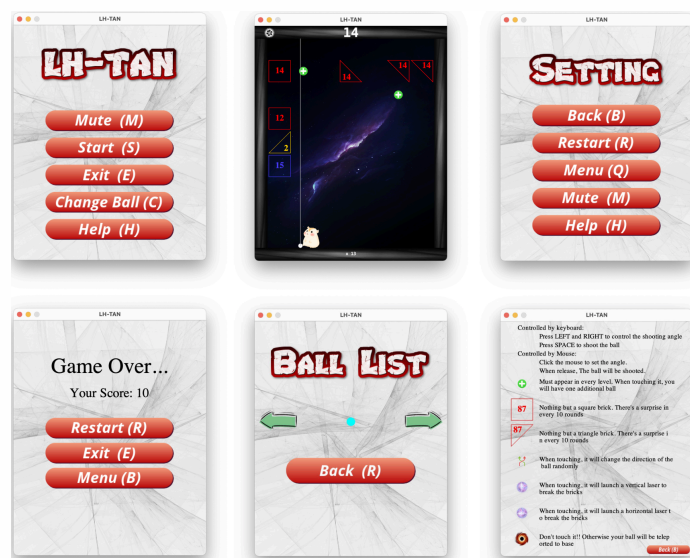 LH-TAN
LH-TAN
Mute (M)
Start (S)
Exit (E)
Change Ball (C)
Help (H)
LH-TAN
14
14
14
14
14
12
2
15
x 13
LH-TAN
SETTING
Back (B)
Restart (R)
Menu (Q)
Mute (M)
Help (H)
LH-TAN
Game Over...
Your Score: 10
Restart (R)
Exit (E)
Menu (B)
LH-TAN
BALL LIST
Back (R)
LH-TAN
Controlled by keyboard:
Press LEFT and RIGHT to control the shooting angle
Press SPACE to shoot the ball
Controlled by Mouse:
Click the mouse to set the angle.
When release, The ball will be shooted.
Must appear in every level. When touching it, you
will have one additional ball
87
Nothing but a square brick. There's a surprise in
every 10 rounds
87
Nothing but a triangle brick. There's a surprise i
n every 10 rounds
When touching, it will change the direction of the
ball randomly
When touching, it will launch a vertical laser to
break the bricks
When touching, it will launch a horizontal laser t
o break the bricks
Don't touch it!! Otherwise your ball will be telep
orted to base
Back (B)